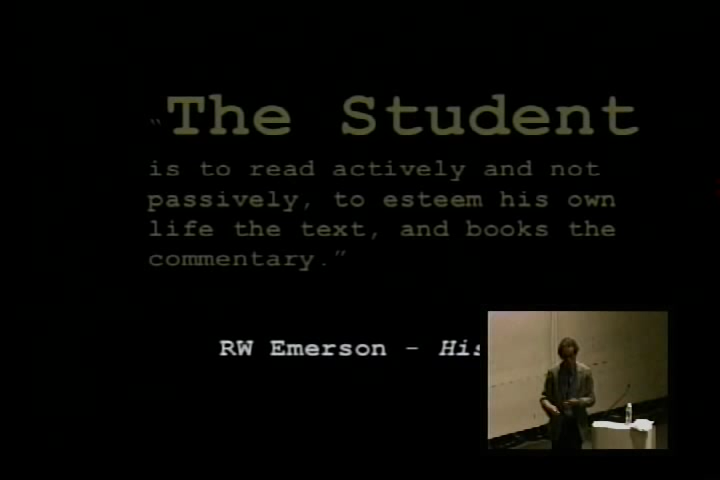 “The Student
is to read actively and not
passively, to esteem his own
life the text, and books the
commentary.”
RW Emerson - His